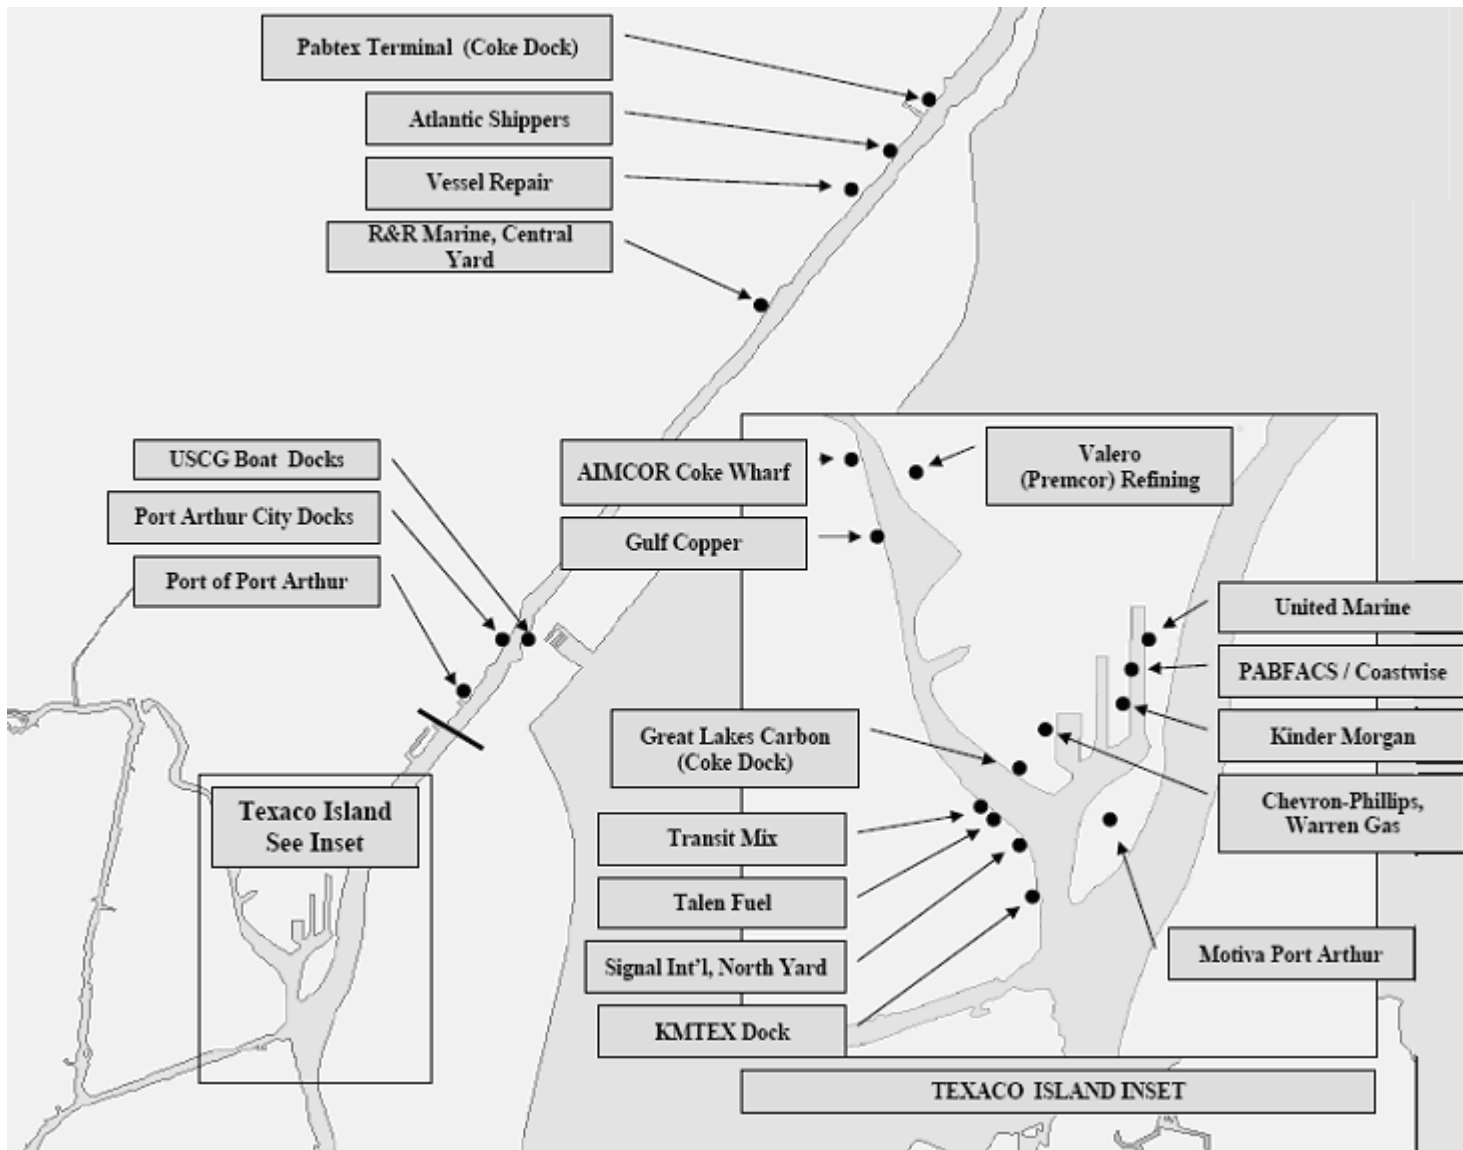 Pabtex Terminal (Coke Dock)
Atlantic Shippers
Vessel Repair
R&R Marine, Central
Yard
USCG Boat Docks
Port Arthur City Docks
Port of Port Arthur
AIMCOR Coke Wharf
Valero
(Premcor) Refining
Gulf Copper
United Marine
PABFACS / Coastwise
Kinder Morgan
Chevron-Phillips,
Warren Gas
Great Lakes Carbon
(Coke Dock)
Texaco Island
See Inset
Transit Mix
Talen Fuel
Signal Int'l, North Yard
Motiva Port Arthur
KMTEX Dock
TEXACO ISLAND INSET